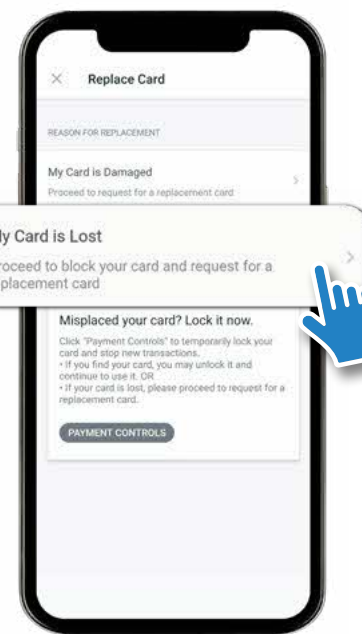 Replace Card
REASON FOR REPLACEMENT
My Card is Damaged
Proceed to request for a replacement card
y Card is Lost
roceed to block your card and request for a
placement card
Misplaced your card? Lock it now.
Click "Payment Controls" to temporarily lock your
card and stop new transactions.
• If you find your card, you may unlock it and
continue to use it. OR
• If your card is lost, please proceed to request for a
replacement card.
PAYMENT CONTROLS